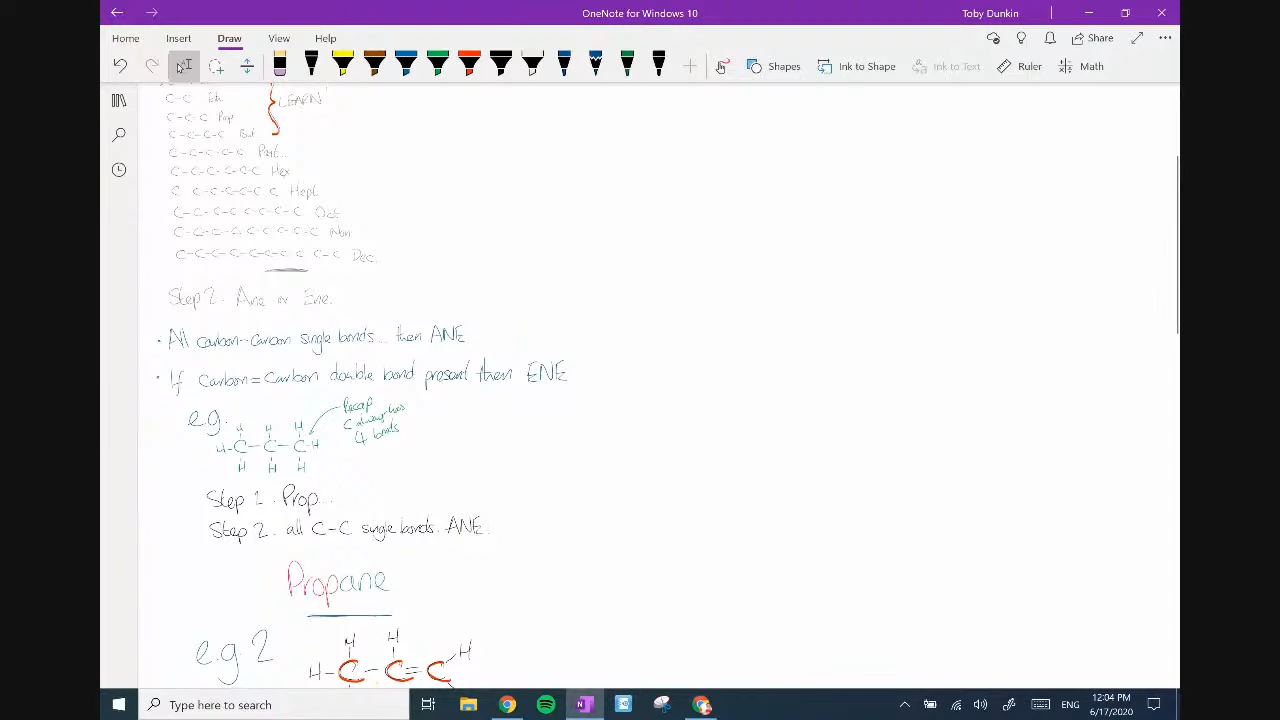 OneNote for Windows 10
Toby Dunkin
Home Insert Draw View Help
Share
Shapes Ink to Shape Ink to Text Ruler Math
C-C Eth
LEARN
C-C-C Prop
C-C-C-C But
C-C-C-C-C Pent...
C-C-C-C-C-C Hex
C C-C-C-C-C C Hept
C-C-C-C-C-C-C Oct
C-C-C-C-C-C-C-C Non
C-C-C-C-C-C-C C-C Dec.
Step 2. Ane or Ene.
· All carbon-carbon single bonds... then ANE
· If Carbon=Carbon double bond present then ENE
e.g.
Recap
C always has
4 bonds
H H H
H-C-C-C-H
H H H
Step 1. Prop...
Step 2. all C-C single bonds. ANE.
Propane
e.g. 2
H H
H
H-C-C=C
Type here to search
ENG
12:04 PM
6/17/2020